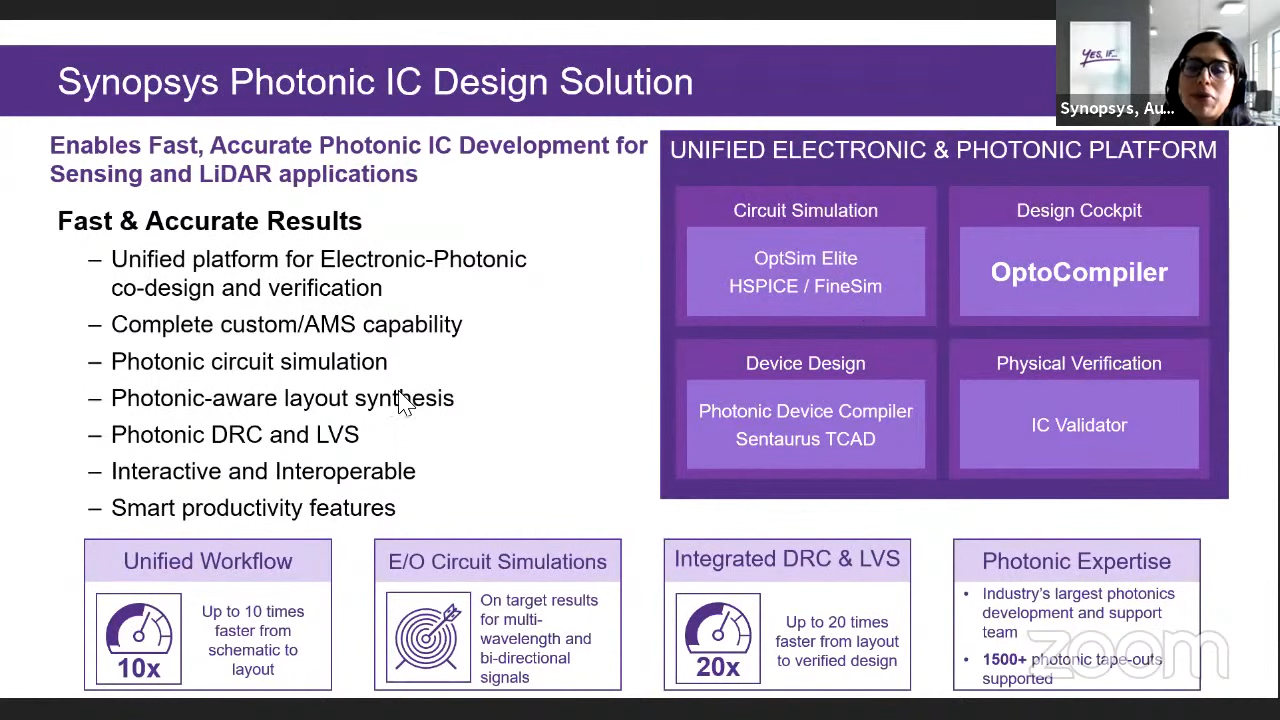 Synopsys Photonic IC Design Solution
YES, IF...
Synopsys, Au...
Enables Fast, Accurate Photonic IC Development for
Sensing and LiDAR applications
Fast & Accurate Results
– Unified platform for Electronic-Photonic
co-design and verification
– Complete custom/AMS capability
– Photonic circuit simulation
– Photonic-aware layout synthesis
– Photonic DRC and LVS
– Interactive and Interoperable
– Smart productivity features
UNIFIED ELECTRONIC & PHOTONIC PLATFORM
Circuit Simulation
OptSim Elite
HSPICE / FineSim
Design Cockpit
OptoCompiler
Device Design
Photonic Device Compiler
Sentaurus TCAD
Physical Verification
IC Validator
Unified Workflow
10x
Up to 10 times
faster from
schematic to
layout
E/O Circuit Simulations
On target results
for multi-
wavelength and
bi-directional
signals
Integrated DRC & LVS
20x
Up to 20 times
faster from layout
to verified design
Photonic Expertise
• Industry's largest photonics
development and support
team
• 1500+ photonic tape-outs
supported
zoom